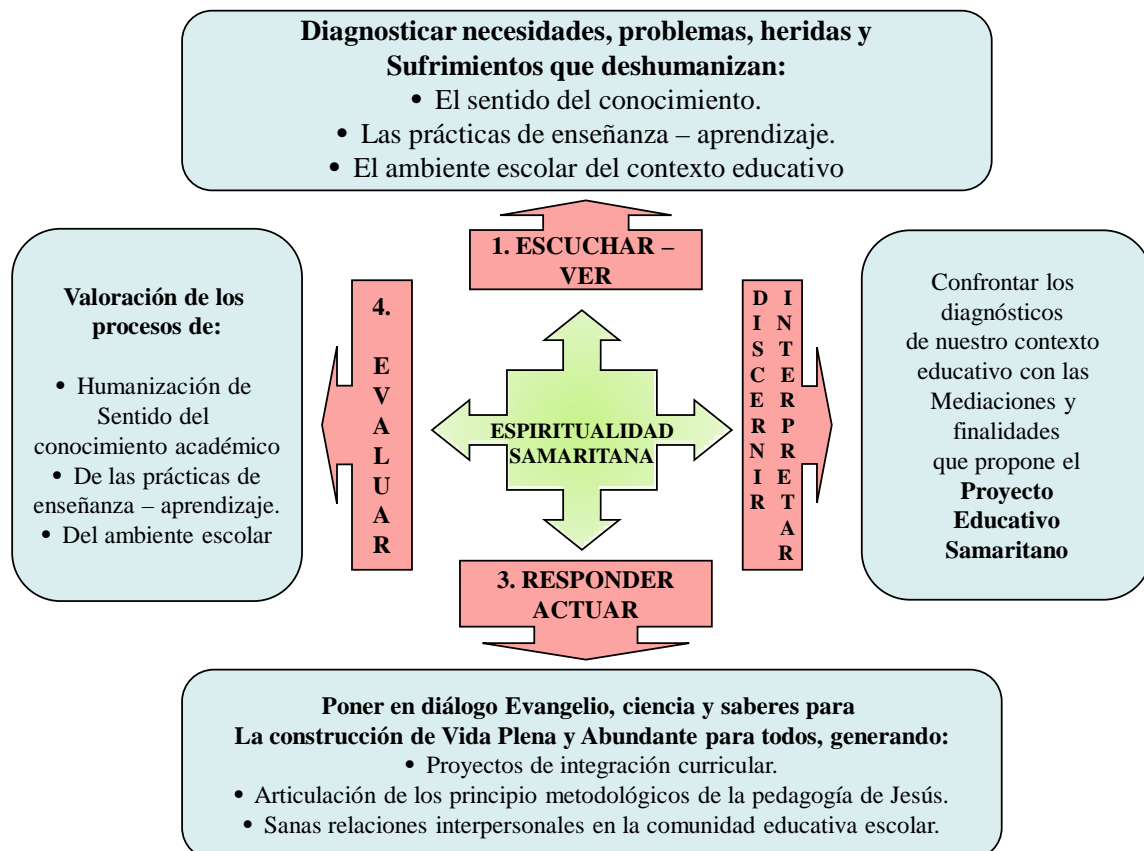 Diagnosticar necesidades, problemas, heridas y
Sufrimientos que deshumanizan:
• El sentido del conocimiento.
• Las prácticas de enseñanza – aprendizaje.
• El ambiente escolar del contexto educativo
1. ESCUCHAR –
VER
DISCERNIR
INTERPRETAR
Confrontar los
diagnósticos
de nuestro contexto
educativo con las
Mediaciones y
finalidades
que propone el
Proyecto
Educativo
Samaritano
ESPIRITUALIDAD
SAMARITANA
3. RESPONDER
ACTUAR
Poner en diálogo Evangelio, ciencia y saberes para
La construcción de Vida Plena y Abundante para todos, generando:
• Proyectos de integración curricular.
• Articulación de los principio metodológicos de la pedagogía de Jesús.
• Sanas relaciones interpersonales en la comunidad educativa escolar.
4.
EVALUAR
Valoración de los
procesos de:
• Humanización de
Sentido del
conocimiento académico
• De las prácticas de
enseñanza – aprendizaje.
• Del ambiente escolar